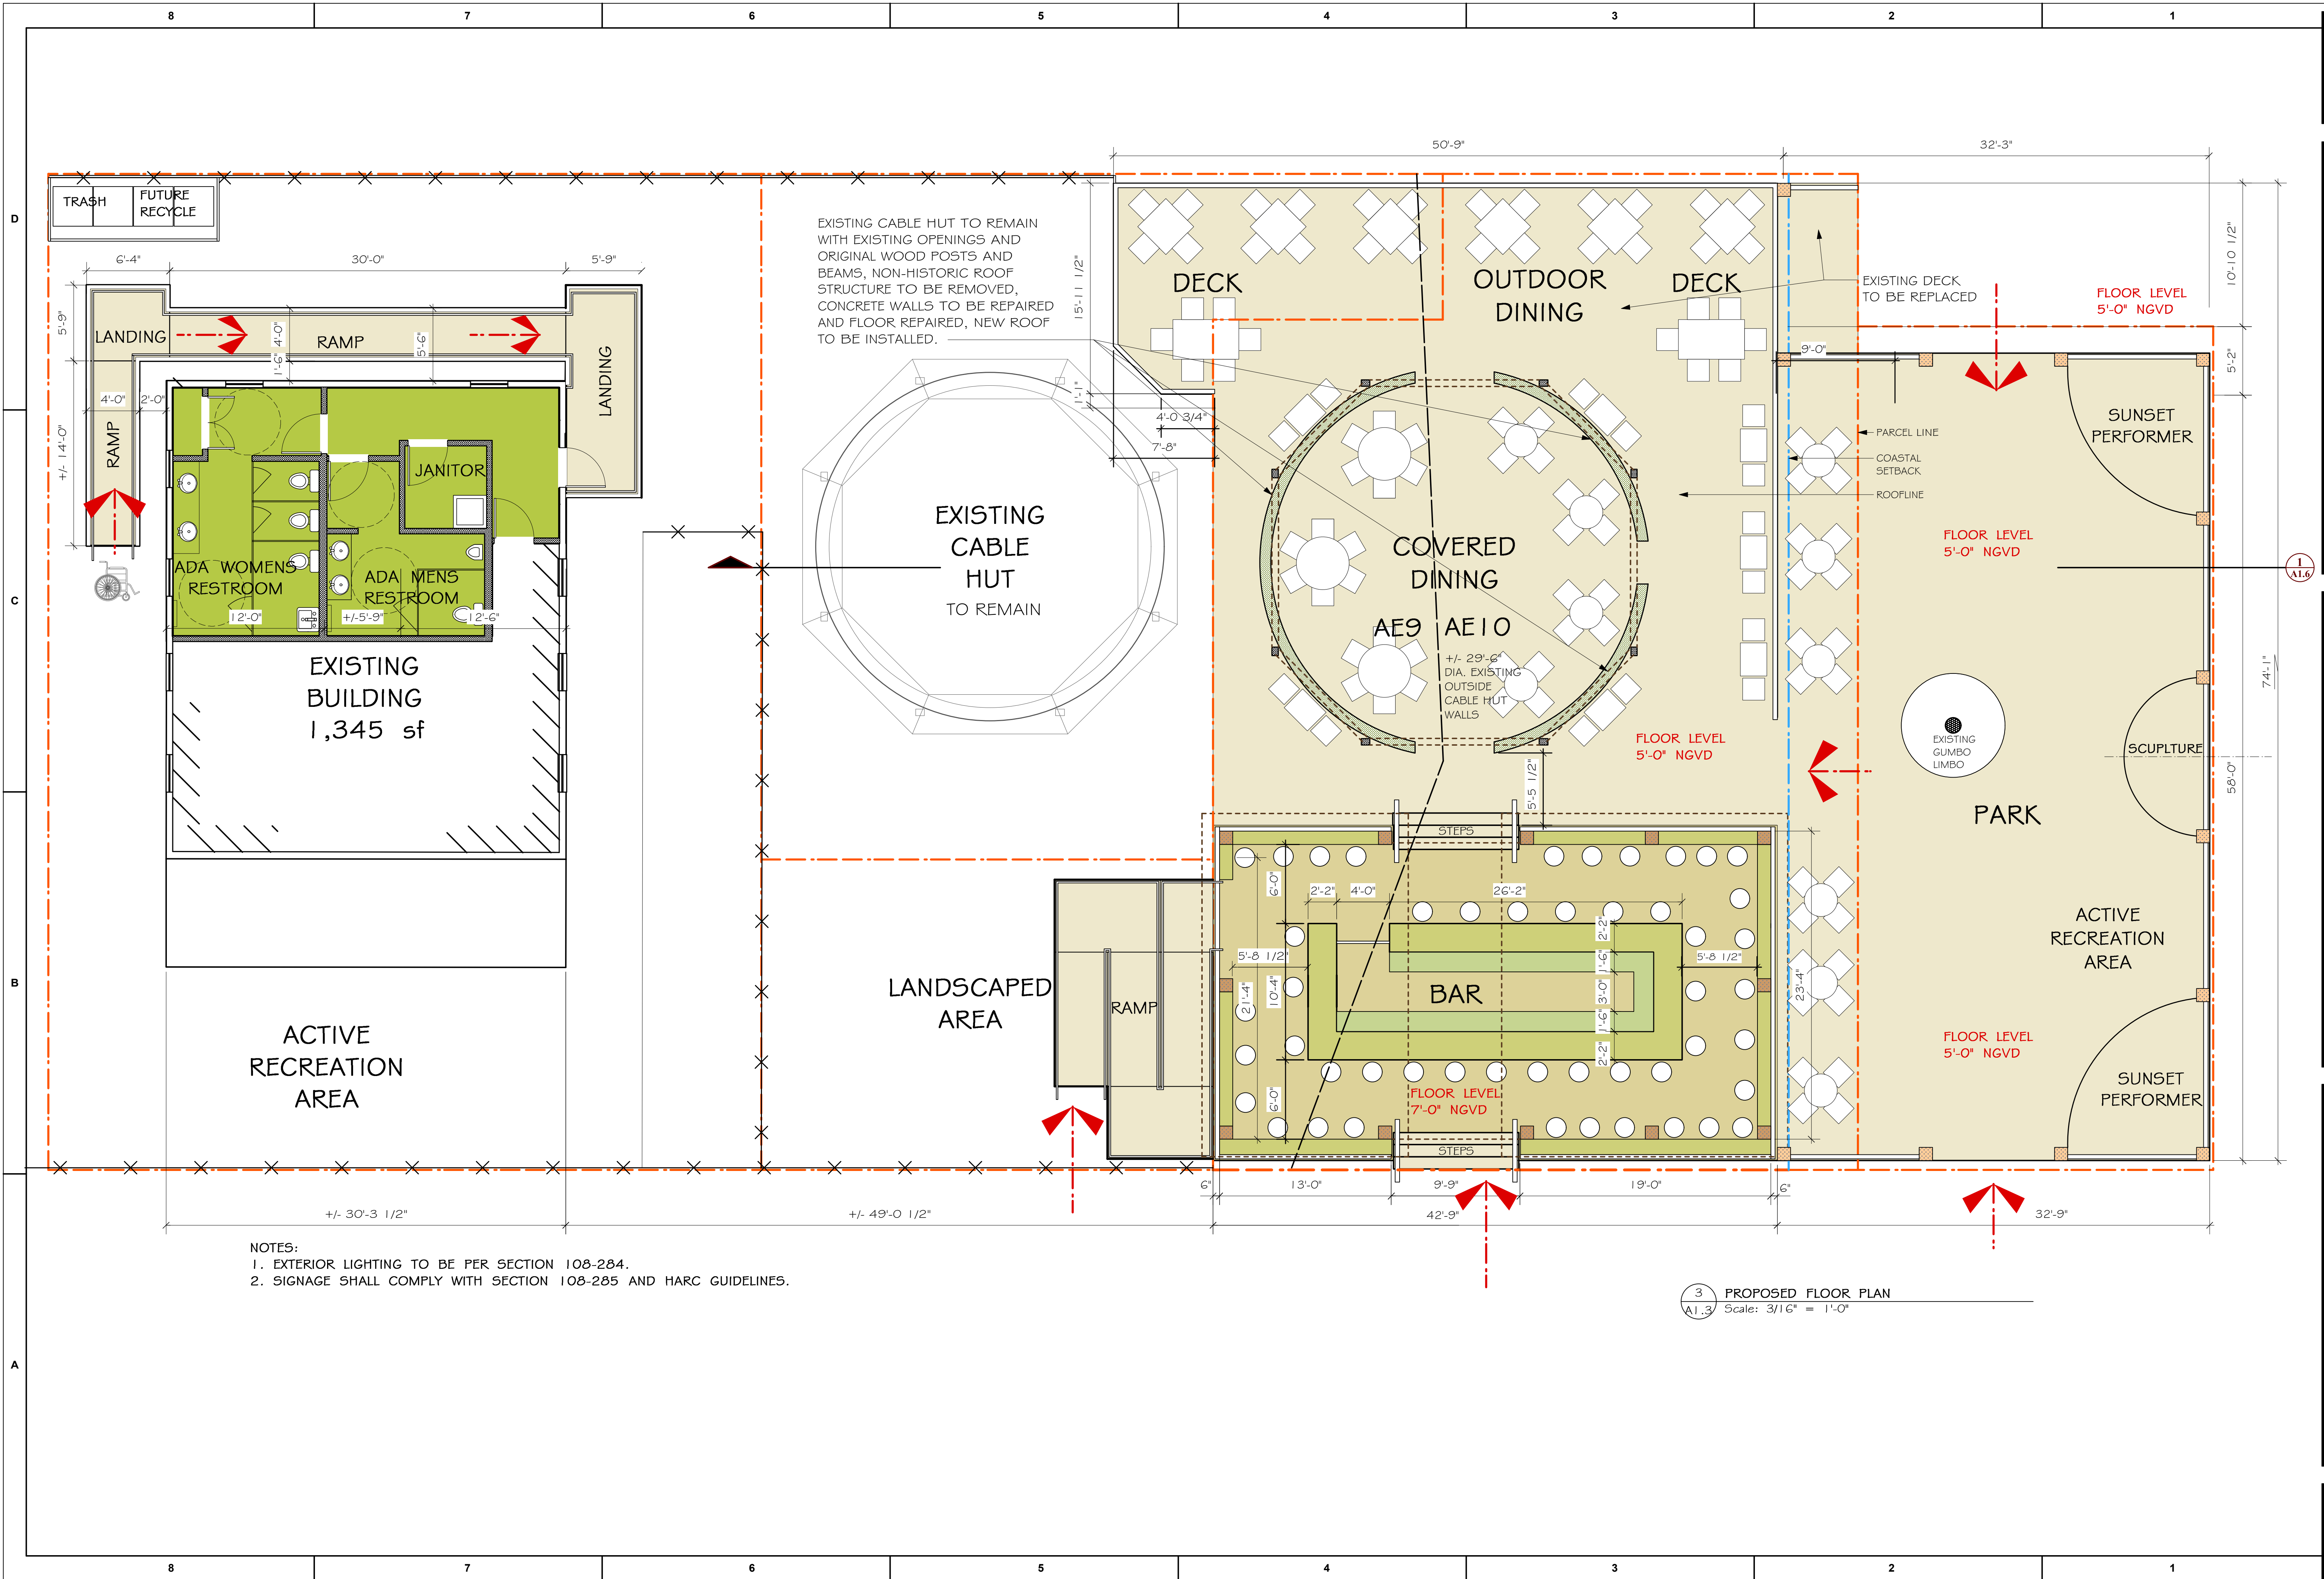 8 7 6 5 4 3 2 1
D
C
B
A
TRASH
FUTURE
RECYCLE
6'-4"
30'-0"
5'-9"
5'-9"
LANDING
1'-6"
4'-0"
RAMP
5'-6"
LANDING
4'-0"
2'-0"
+/- 14'-0"
RAMP
JANITOR
ADA WOMENS
RESTROOM
ADA MENS
RESTROOM
12'-0"
+/-5'-9"
12'-6"
EXISTING
BUILDING
1,345 sf
ACTIVE
RECREATION
AREA
EXISTING CABLE HUT TO REMAIN
WITH EXISTING OPENINGS AND
ORIGINAL WOOD POSTS AND
BEAMS, NON-HISTORIC ROOF
STRUCTURE TO BE REMOVED,
CONCRETE WALLS TO BE REPAIRED
AND FLOOR REPAIRED, NEW ROOF
TO BE INSTALLED.
EXISTING
CABLE
HUT
TO REMAIN
LANDSCAPED
AREA
RAMP
50'-9"
32'-3"
15'-11 1/2"
1'-1"
4'-0 3/4"
7'-8"
DECK
OUTDOOR
DINING
DECK
EXISTING DECK
TO BE REPLACED
FLOOR LEVEL
5'-0" NGVD
10'-10 1/2"
5'-2"
9'-0"
PARCEL LINE
COASTAL
SETBACK
ROOFLINE
SUNSET
PERFORMER
FLOOR LEVEL
5'-0" NGVD
1
A1.6
COVERED
DINING
AE9 AE10
+/- 29'-6"
DIA. EXISTING
OUTSIDE
CABLE HUT
WALLS
FLOOR LEVEL
5'-0" NGVD
5'-5 1/2"
EXISTING
GUMBO
LIMBO
SCUPLTURE
74'-1"
58'-0"
PARK
ACTIVE
RECREATION
AREA
FLOOR LEVEL
5'-0" NGVD
SUNSET
PERFORMER
STEPS
6'-0"
2'-2"
4'-0"
26'-2"
2'-2"
1'-6"
5'-8 1/2"
5'-8 1/2"
21'-4"
10'-4"
BAR
3'-0"
23'-4"
1'-6"
2'-2"
6'-0"
FLOOR LEVEL
7'-0" NGVD
STEPS
6"
13'-0"
9'-9"
19'-0"
6"
+/- 30'-3 1/2"
+/- 49'-0 1/2"
42'-9"
32'-9"
NOTES:
1. EXTERIOR LIGHTING TO BE PER SECTION 108-284.
2. SIGNAGE SHALL COMPLY WITH SECTION 108-285 AND HARC GUIDELINES.
3
A1.3
PROPOSED FLOOR PLAN
Scale: 3/16" = 1'-0"
8 7 6 5 4 3 2 1